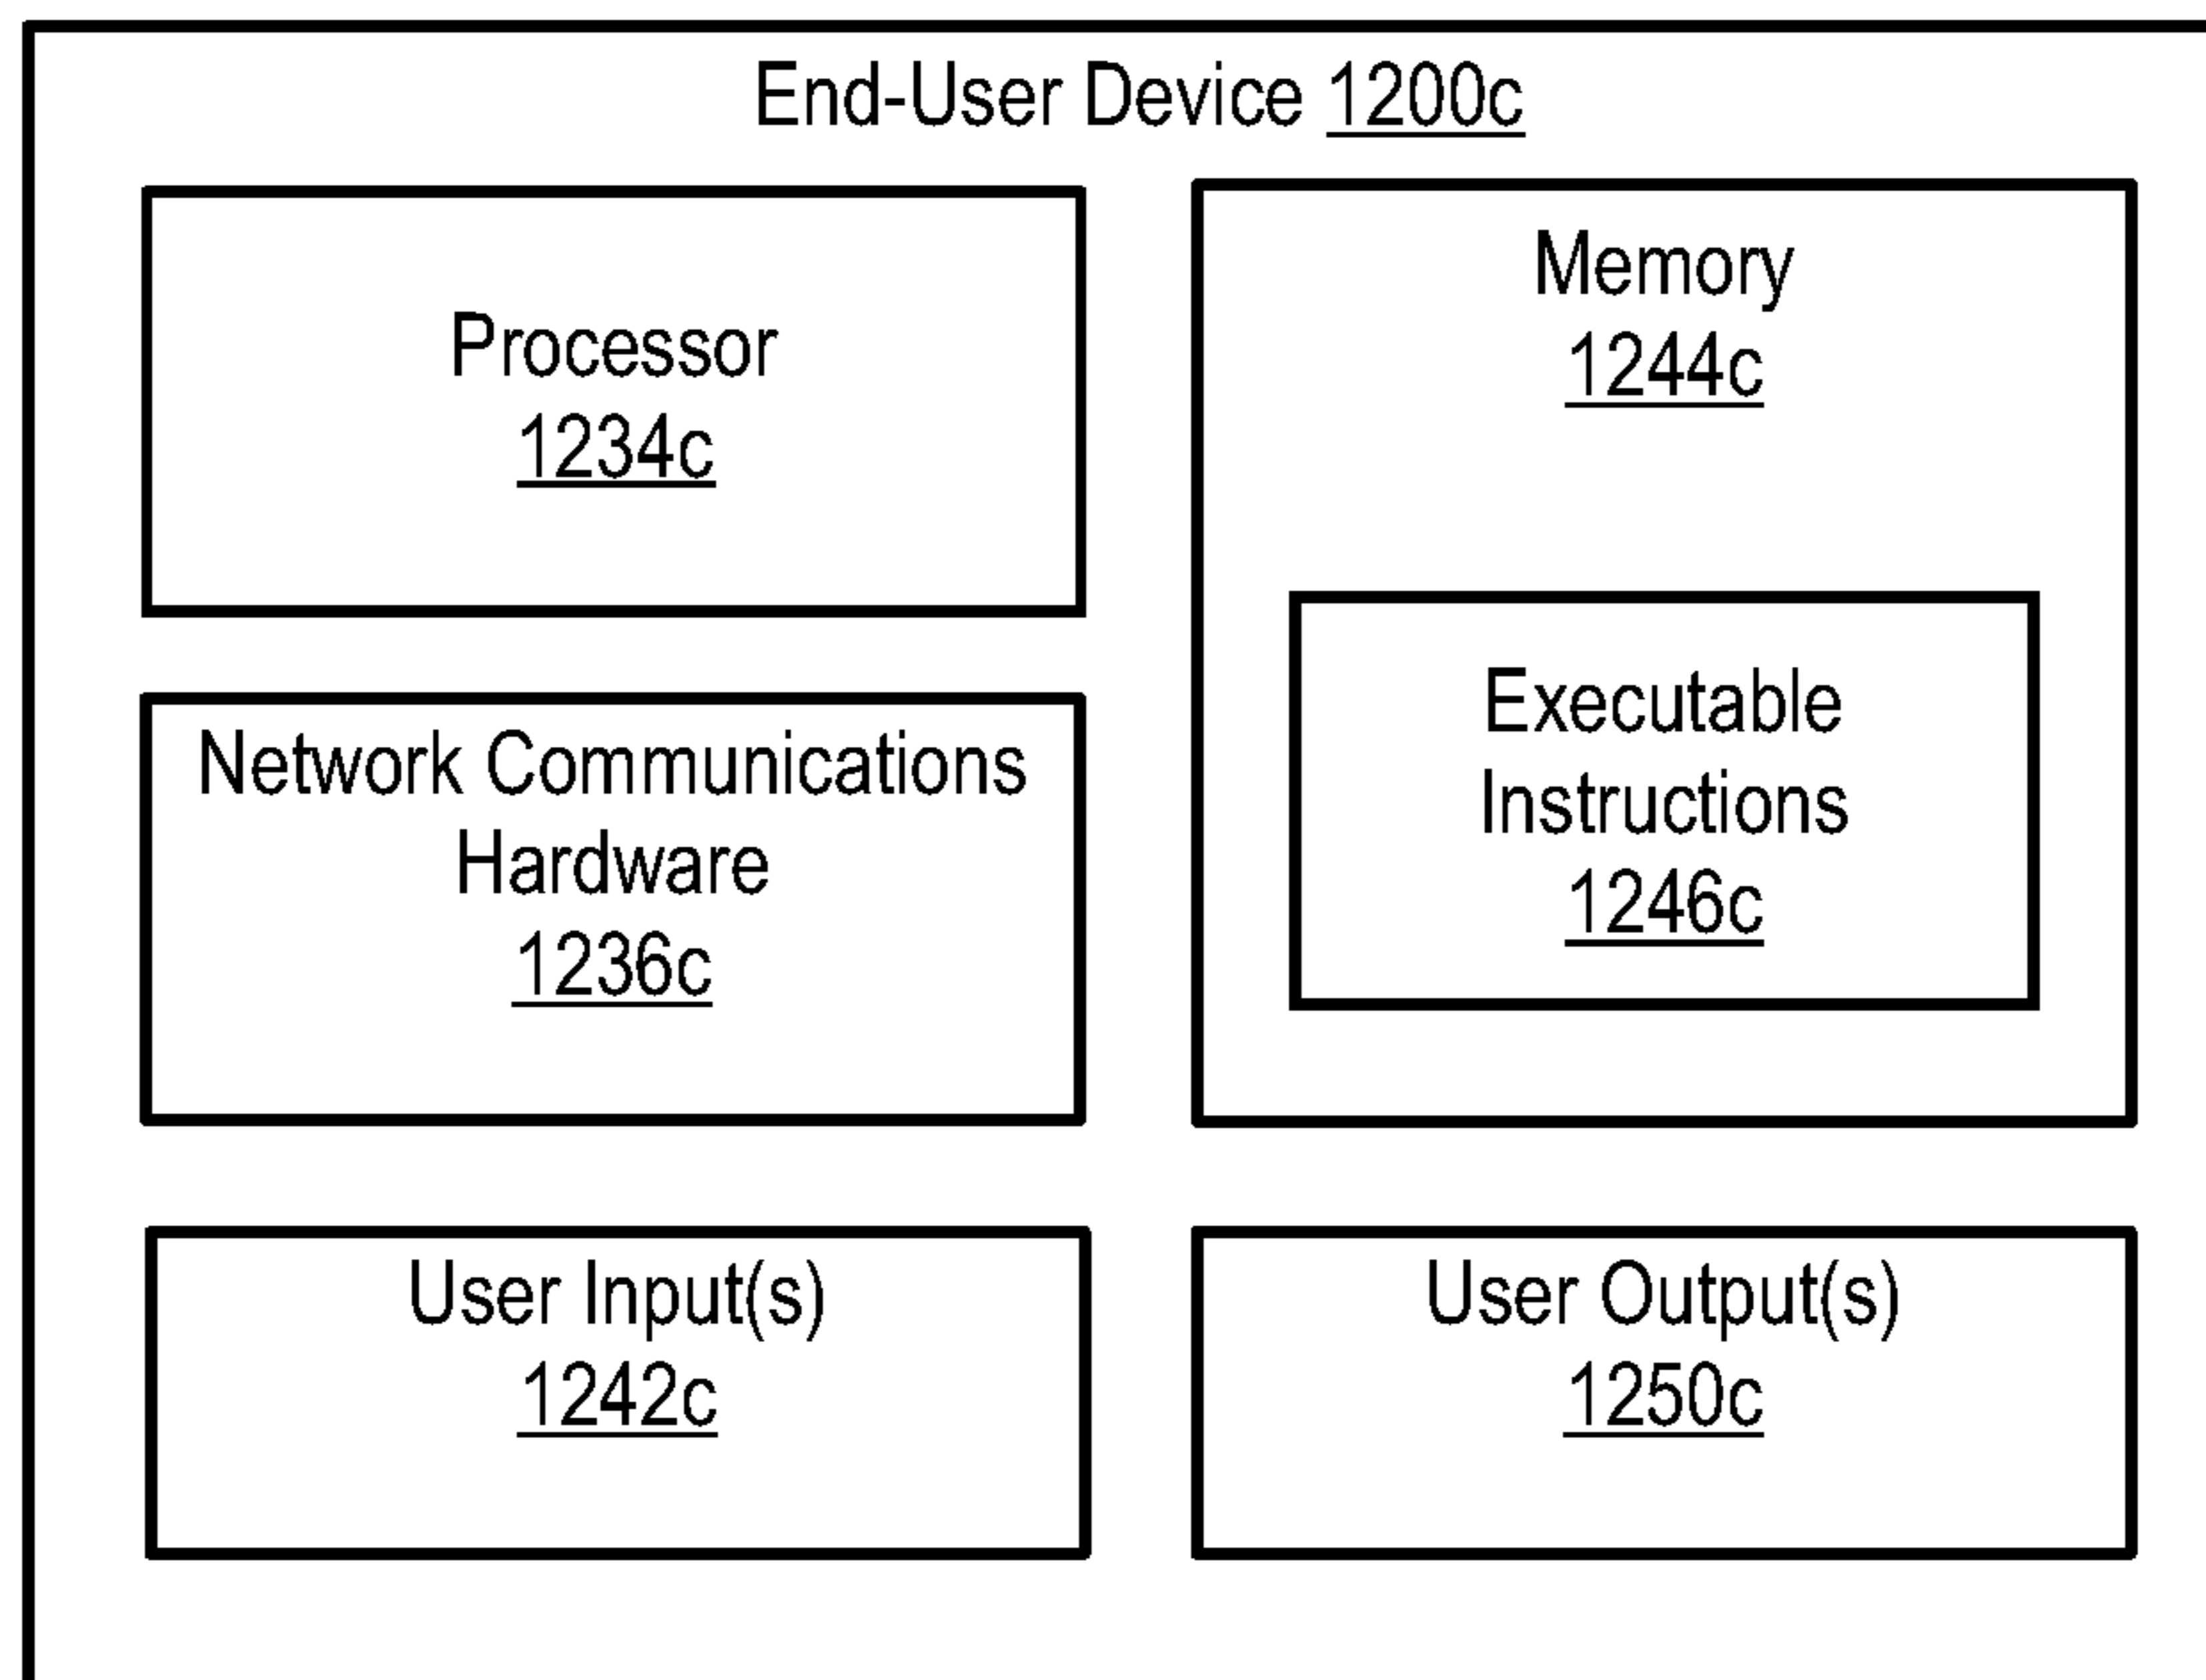 End-User Device 1200c
Processor
1234c
Memory
1244c
Network Communications
Hardware
1236c
Executable
Instructions
1246c
User Input(s)
1242c
User Output(s)
1250c